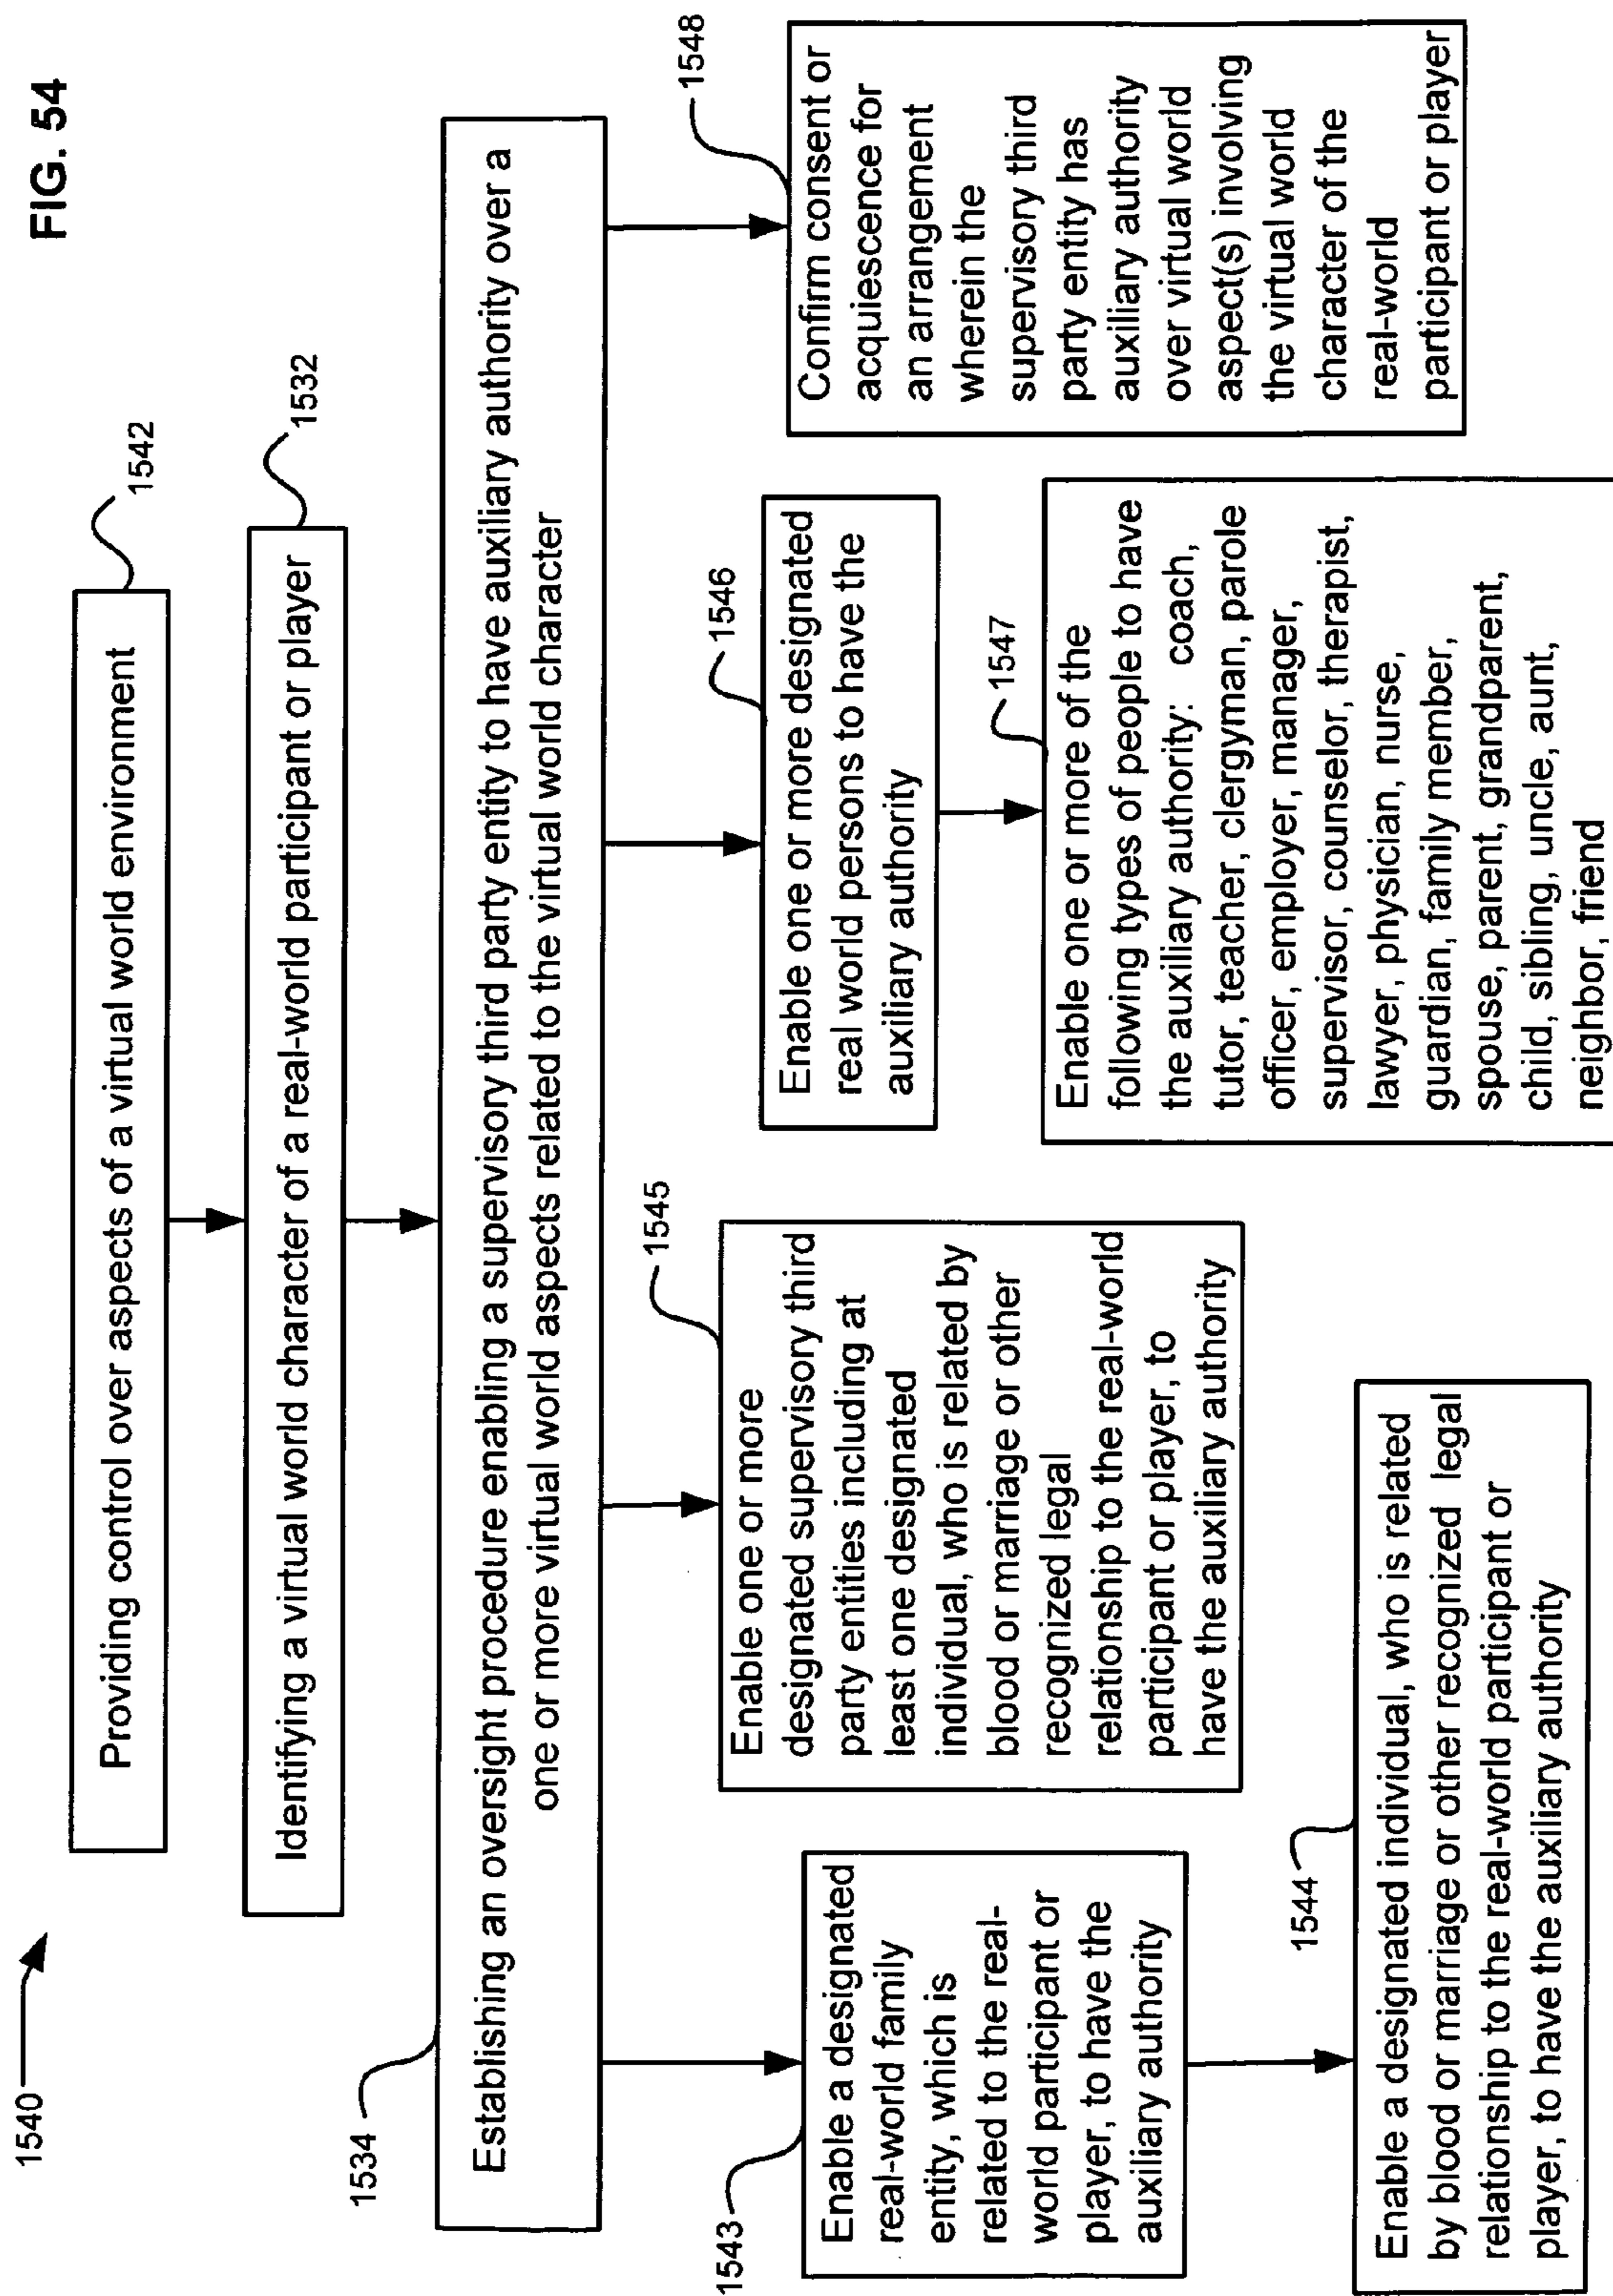 FIG. 54
1540
1542
Providing control over aspects of a virtual world environment
1532
Identifying a virtual world character of a real-world participant or player
1534
Establishing an oversight procedure enabling a supervisory third party entity to have auxiliary authority over a
one or more virtual world aspects related to the virtual world character
1543
Enable a designated
real-world family
entity, which is
related to the real-
world participant or
player, to have the
auxiliary authority
1544
Enable a designated individual, who is related
by blood or marriage or other recognized legal
relationship to the real-world participant or
player, to have the auxiliary authority
1545
Enable one or more
designated supervisory third
party entities including at
least one designated
individual, who is related by
blood or marriage or other
recognized legal
relationship to the real-world
participant or player, to
have the auxiliary authority
1546
Enable one or more designated
real world persons to have the
auxiliary authority
1547
Enable one or more of the
following types of people to have
the auxiliary authority: coach,
tutor, teacher, clergyman, parole
officer, employer, manager,
supervisor, counselor, therapist,
lawyer, physician, nurse,
guardian, family member,
spouse, parent, grandparent,
child, sibling, uncle, aunt,
neighbor, friend
1548
Confirm consent or
acquiescence for
an arrangement
wherein the
supervisory third
party entity has
auxiliary authority
over virtual world
aspect(s) involving
the virtual world
character of the
real-world
participant or player